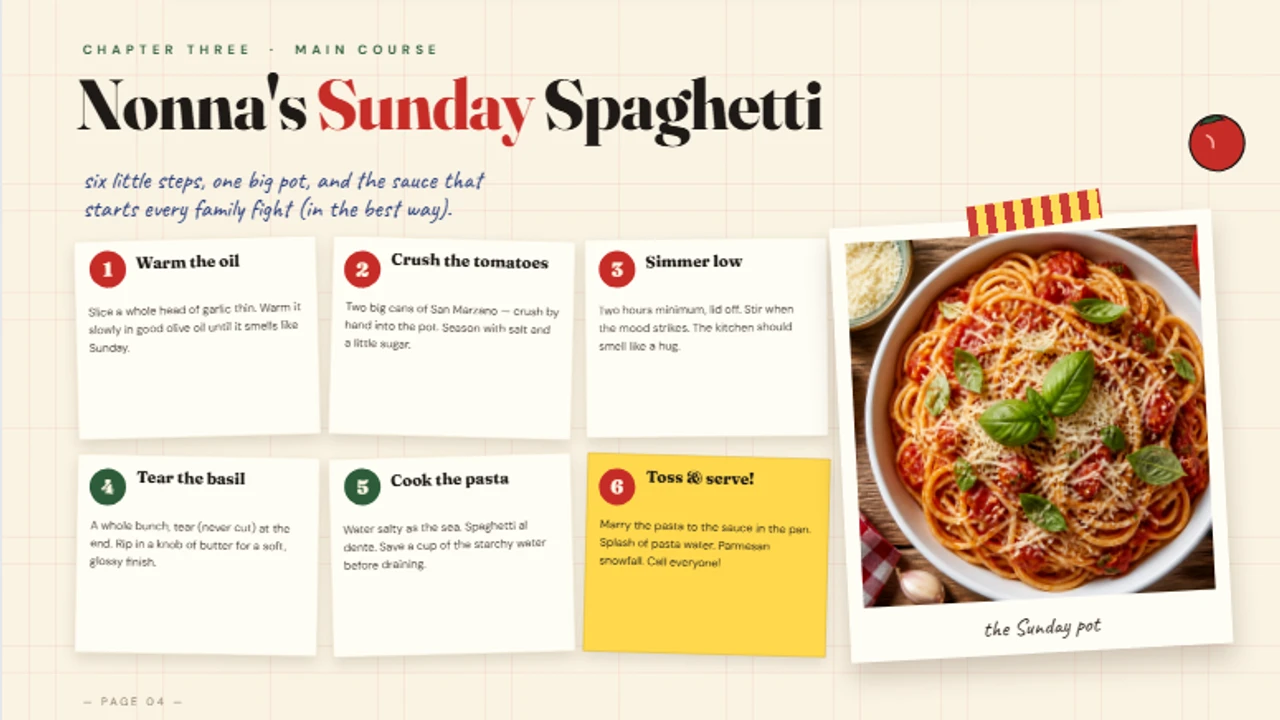 CHAPTER THREE - MAIN COURSE
Nonna's Sunday Spaghetti
six little steps, one big pot, and the sauce that
starts every family fight (in the best way).
1 Warm the oil
Slice a whole head of garlic thin. Warm it
slowly in good olive oil until it smells like
Sunday.
2 Crush the tomatoes
Two big cans of San Marzano — crush by
hand into the pot. Season with salt and
a little sugar.
3 Simmer low
Two hours minimum, lid off. Stir when
the mood strikes. The kitchen should
smell like a hug.
4 Tear the basil
A whole bunch, tear (never cut) at the
end. Rip in a knob of butter for a soft,
glossy finish.
5 Cook the pasta
Water salty as the sea. Spaghetti al
dente. Save a cup of the starchy water
before draining.
6 Toss & serve!
Marry the pasta to the sauce in the pan.
Splash of pasta water. Parmesan
snowfall. Call everyone!
the Sunday pot
— PAGE 04 —